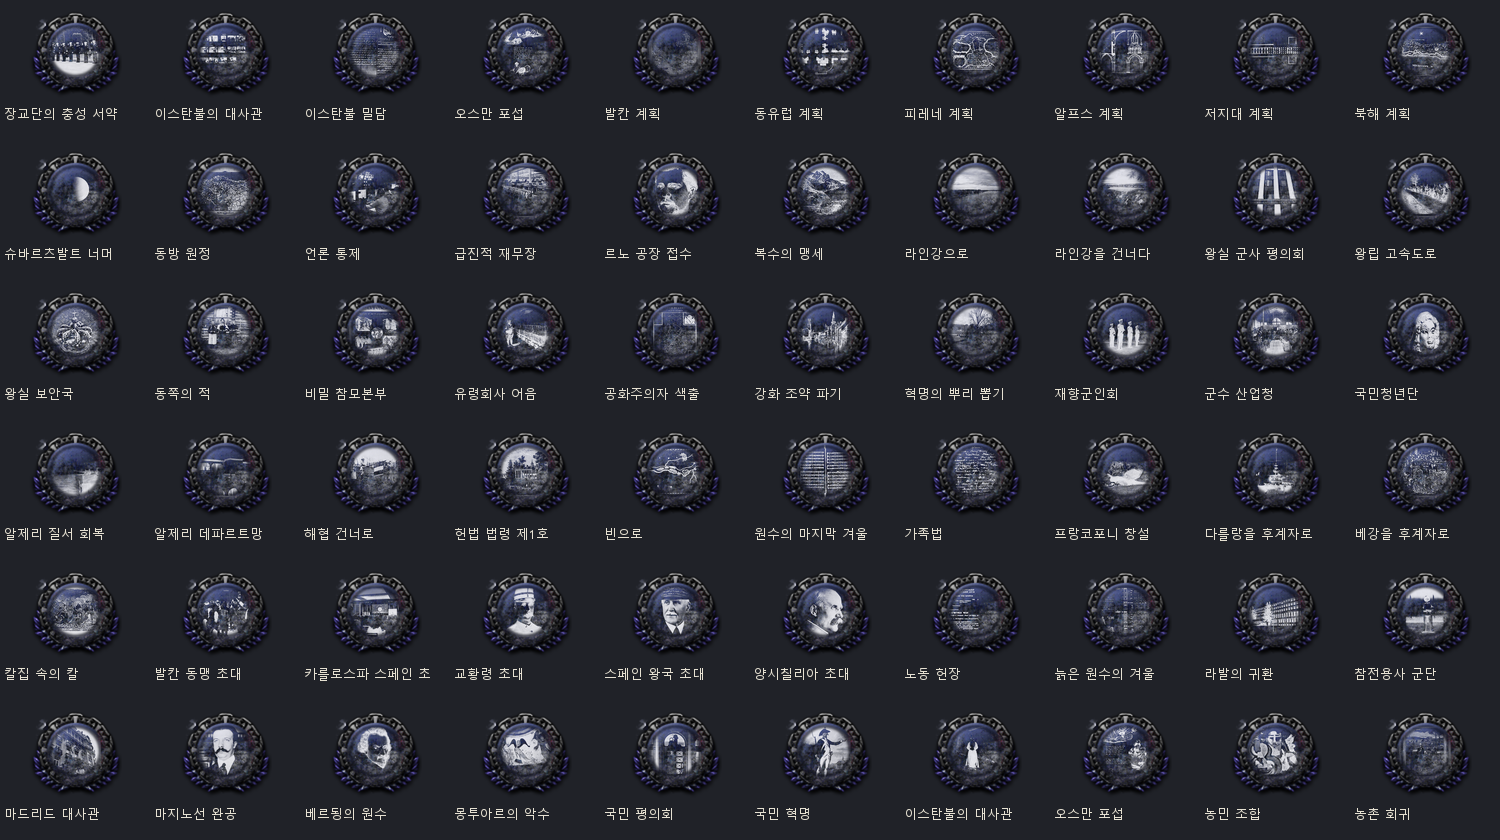 장교단의 충성 서약
이스탄불의 대사관
이스탄불 밀담
오스만 포섭
발칸 계획
동유럽 계획
피레네 계획
알프스 계획
저지대 계획
북해 계획
슈바르츠발트 너머
동방 원정
언론 통제
급진적 재무장
르노 공장 접수
복수의 맹세
라인강으로
라인강을 건너다
왕실 군사 평의회
왕립 고속도로
왕실 보안국
동쪽의 적
비밀 참모본부
유령회사 어음
공화주의자 색출
강화 조약 파기
혁명의 뿌리 뽑기
재향군인회
군수 산업청
국민청년단
알제리 질서 회복
알제리 데파르트망
해협 건너로
헌법 법령 제1호
빈으로
원수의 마지막 겨울
가족법
프랑코포니 창설
다를랑을 후계자로
베강을 후계자로
칼집 속의 칼
발칸 동맹 초대
카를로스파 스페인 초
교황령 초대
스페인 왕국 초대
양시칠리아 초대
노동 헌장
늙은 원수의 겨울
라발의 귀환
참전용사 군단
마드리드 대사관
마지노선 완공
베르됭의 원수
몽투아르의 악수
국민 평의회
국민 혁명
이스탄불의 대사관
오스만 포섭
농민 조합
농촌 회귀